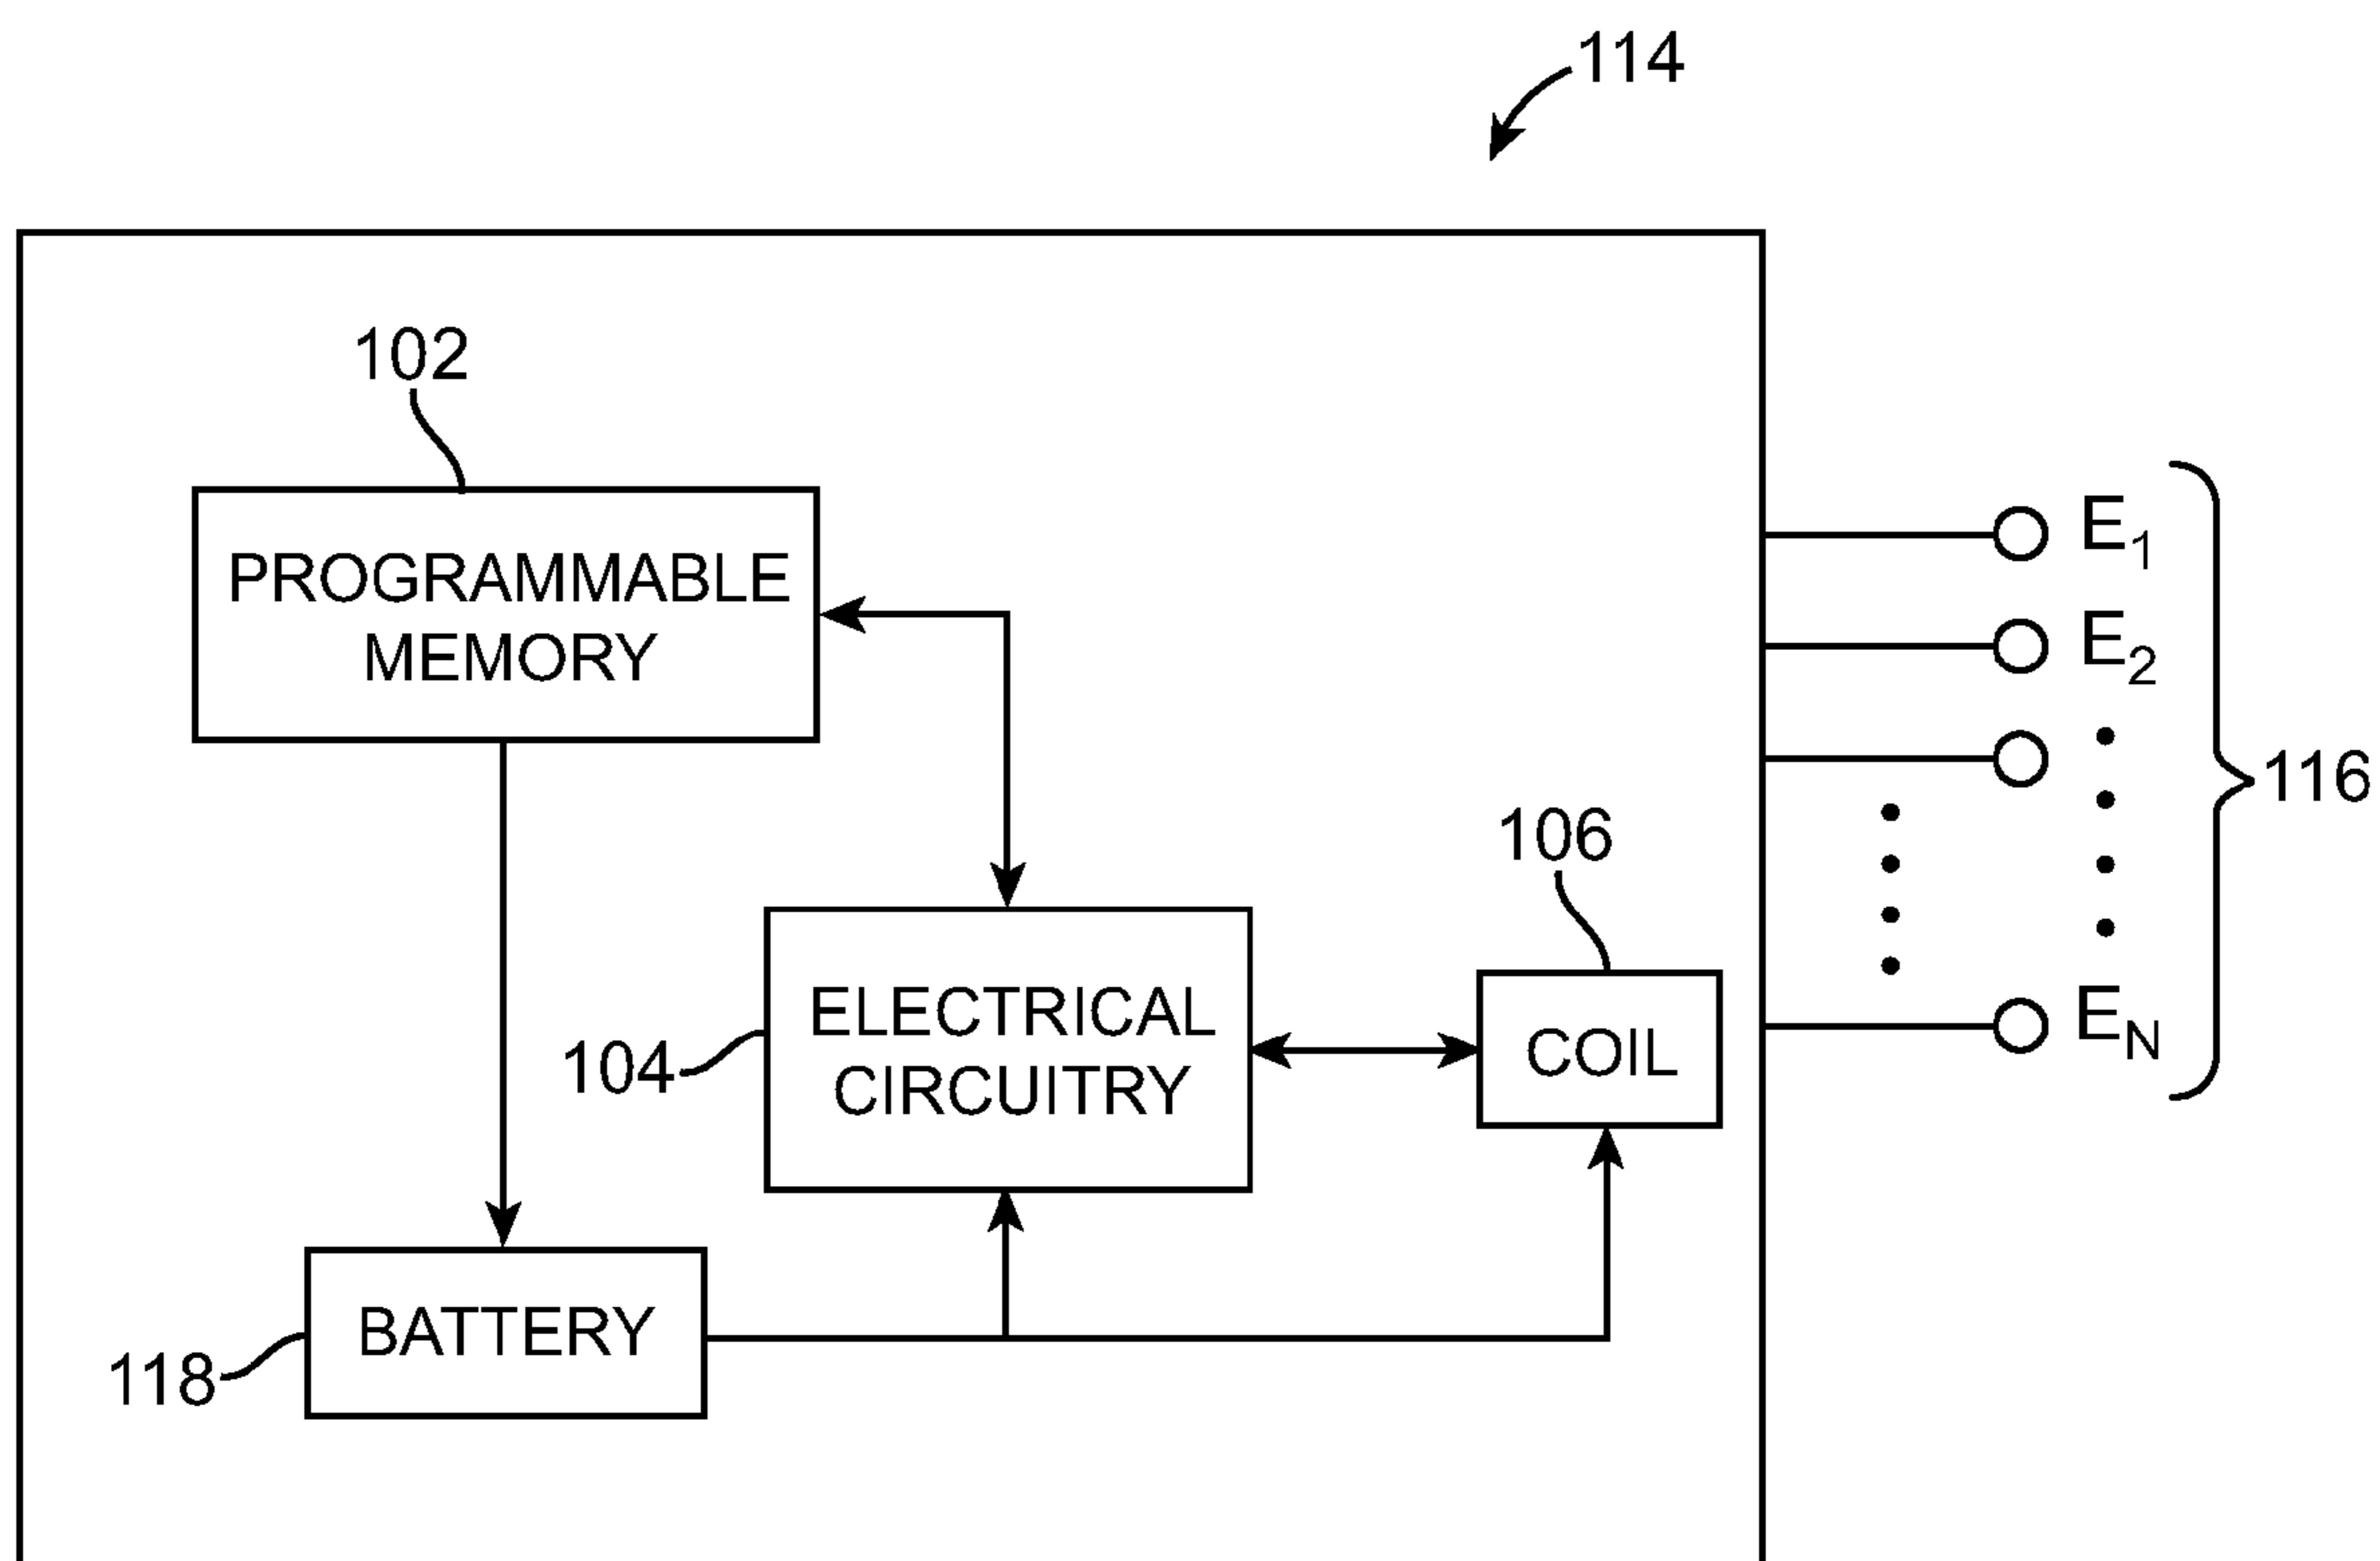 114
102
PROGRAMMABLE
MEMORY
E1
E2
116
106
ELECTRICAL
CIRCUITRY
104
COIL
EN
BATTERY
118